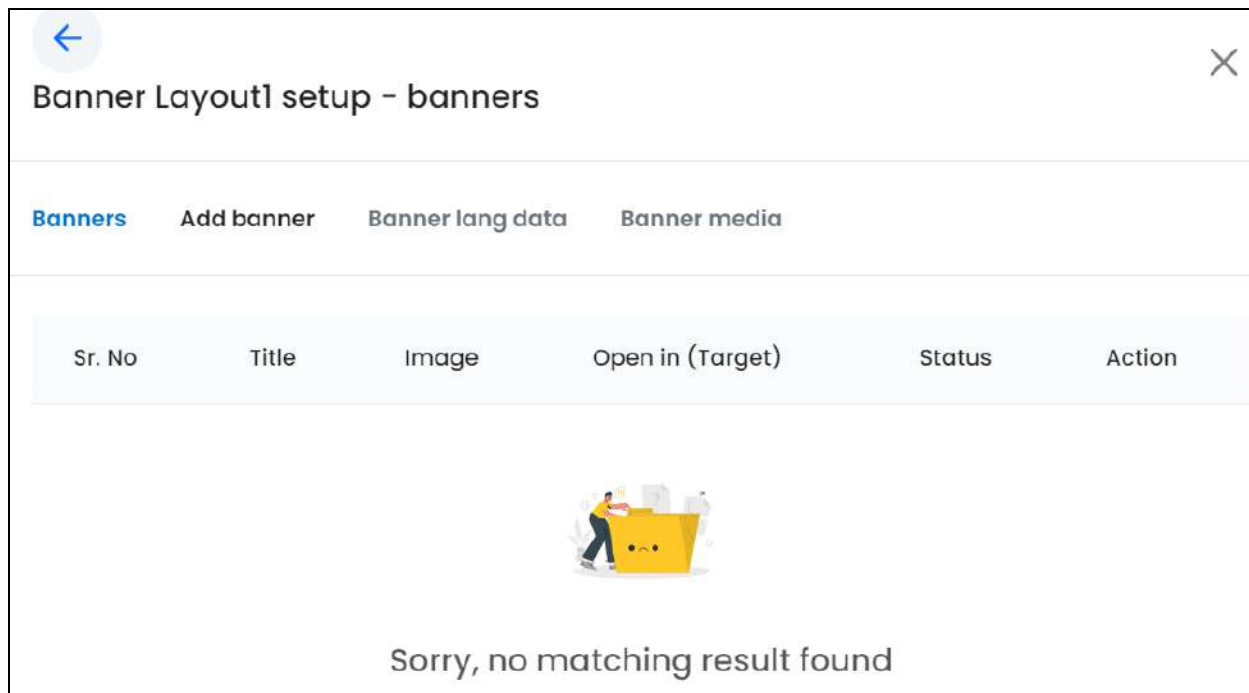 Banner Layout1 setup - banners
Banners Add banner Banner lang data Banner media
Sr. No Title Image Open in (Target) Status Action
Sorry, no matching result found